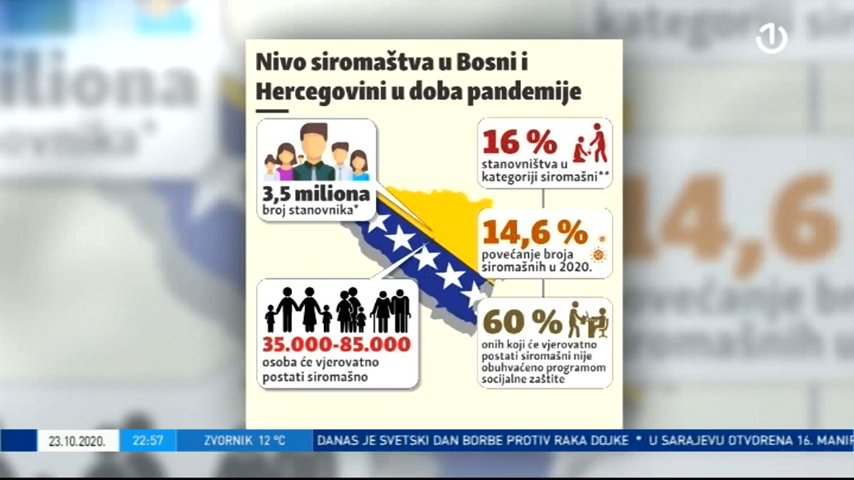 Nivo siromaštva u Bosni i
Hercegovini u doba pandemije
3,5 miliona
broj stanovnika*
16 %
stanovništva u
kategoriji siromašni**
14,6 %
povećanje broja
siromašnih u 2020.
35.000-85.000
osoba će vjerovatno
postati siromašno
60 %
onih koji će vjerovatno
postati siromašni nije
obuhvaćeno programom
socijalne zaštite
23.10.2020. 22:57 ZVORNIK 12 °C DANAS JE SVETSKI DAN BORBE PROTIV RAKA DOJKE * U SARAJEVU OTVORENA 16. MANIF